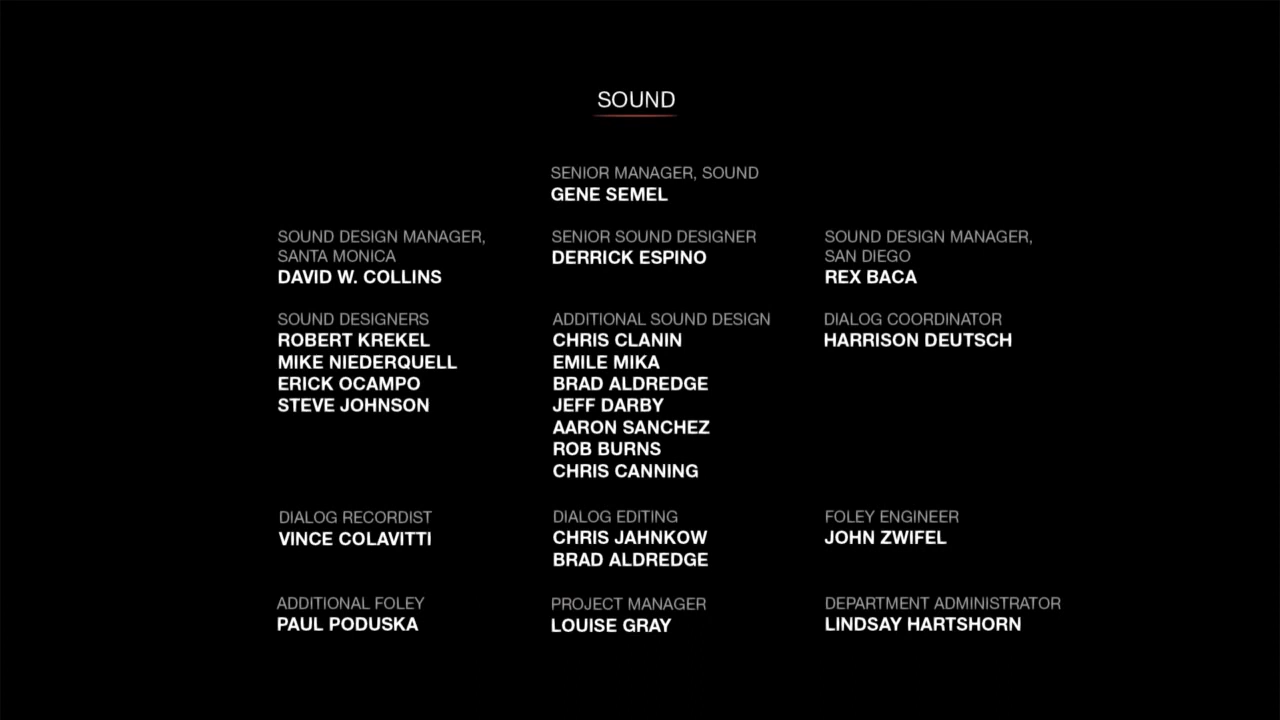 SOUND
SENIOR MANAGER, SOUND
GENE SEMEL
SOUND DESIGN MANAGER,
SANTA MONICA
DAVID W. COLLINS
SENIOR SOUND DESIGNER
DERRICK ESPINO
SOUND DESIGN MANAGER,
SAN DIEGO
REX BACA
SOUND DESIGNERS
ROBERT KREKEL
MIKE NIEDERQUELL
ERICK OCAMPO
STEVE JOHNSON
ADDITIONAL SOUND DESIGN
CHRIS CLANIN
EMILE MIKA
BRAD ALDREDGE
JEFF DARBY
AARON SANCHEZ
ROB BURNS
CHRIS CANNING
DIALOG COORDINATOR
HARRISON DEUTSCH
DIALOG RECORDIST
VINCE COLAVITTI
DIALOG EDITING
CHRIS JAHNKOW
BRAD ALDREDGE
FOLEY ENGINEER
JOHN ZWIFEL
ADDITIONAL FOLEY
PAUL PODUSKA
PROJECT MANAGER
LOUISE GRAY
DEPARTMENT ADMINISTRATOR
LINDSAY HARTSHORN